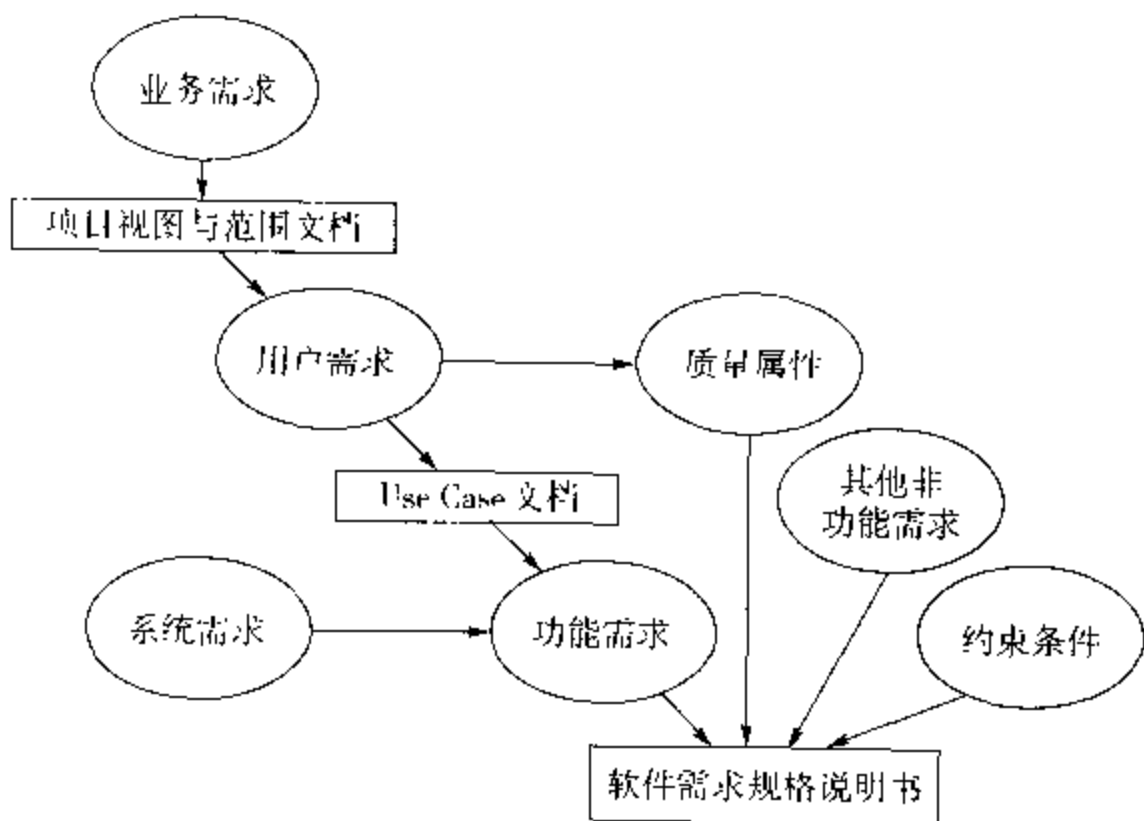 业务需求
项目视图与范围文档
用户需求
质量属性
Use Case 文档
其他非
功能需求
系统需求
功能需求
约束条件
软件需求规格说明书